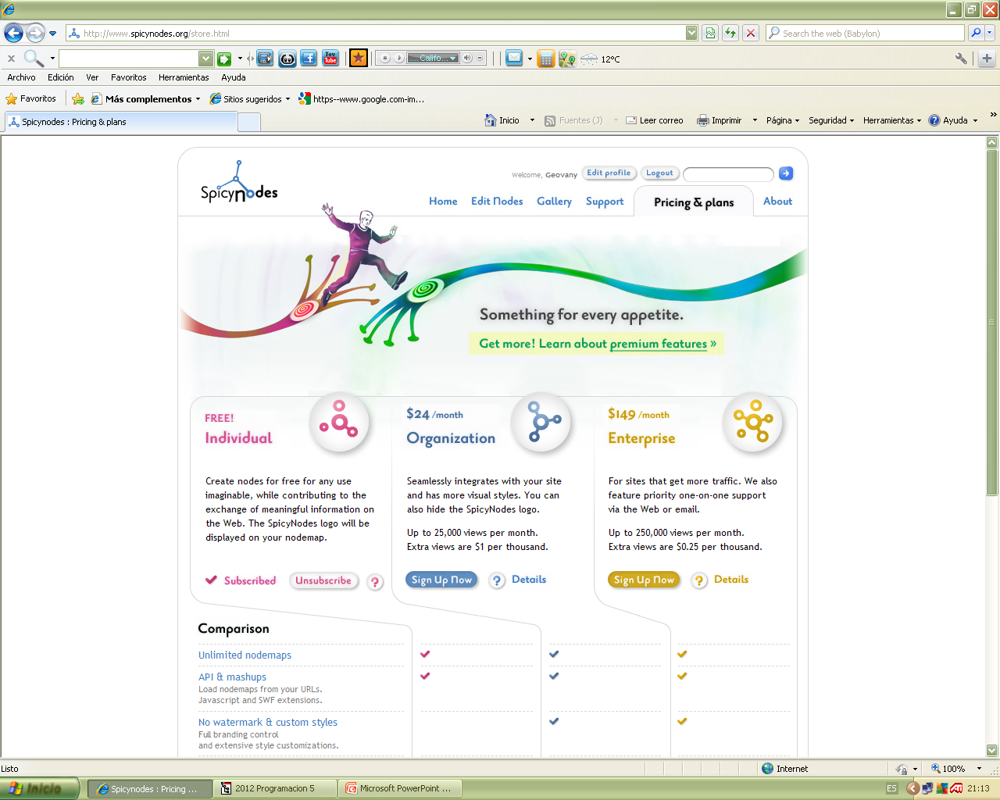 http://www.spicynodes.org/store.html
Search the web (Babylon)
You Tube
Califo...
12°C
Archivo Edición Ver Favoritos Herramientas Ayuda
Favoritos Más complementos Sitios sugeridos https--www.google.com-im...
Spicynodes : Pricing & plans
Inicio Fuentes (J) Leer correo Imprimir Página Seguridad Herramientas Ayuda
Spicynodes
Welcome, Geovany Edit profile Logout
Home Edit Nodes Gallery Support Pricing & plans About
Something for every appetite.
Get more! Learn about premium features »
FREE!
Individual
Create nodes for free for any use
imaginable, while contributing to the
exchange of meaningful information on
the Web. The SpicyNodes logo will be
displayed on your nodemap.
Subscribed Unsubscribe ?
$24 /month
Organization
Seamlessly integrates with your site
and has more visual styles. You can
also hide the SpicyNodes logo.
Up to 25,000 views per month.
Extra views are $1 per thousand.
Sign Up Now ? Details
$149 /month
Enterprise
For sites that get more traffic. We also
feature priority one-on-one support
via the Web or email.
Up to 250,000 views per month.
Extra views are $0.25 per thousand.
Sign Up Now ? Details
Comparison
Unlimited nodemaps
API & mashups
Load nodemaps from your URLs.
Javascript and SWF extensions.
No watermark & custom styles
Full branding control
and extensive style customizations.
Listo Internet 100%
Inicio Spicynodes : Pricing ... 2012 Programacion 5 Microsoft PowerPoint ... ES 21:13